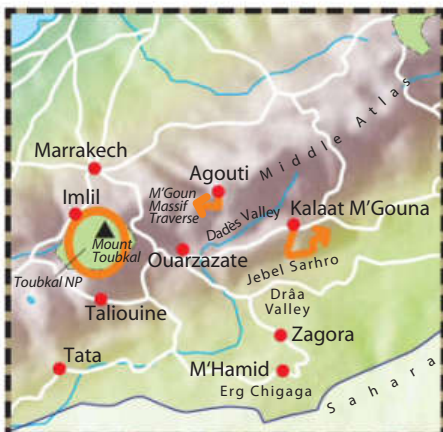 Middle Atlas
Marrakech
Agouti
M'Goun
Massif
Traverse
Imlil
Dadès Valley
Kalaat M'Gouna
Mount
Toubkal
Ouarzazate
Toubkal NP
Jebel Sarhro
Taliouine
Drâa
Valley
Zagora
Tata
M'Hamid
Erg Chigaga
Sahara